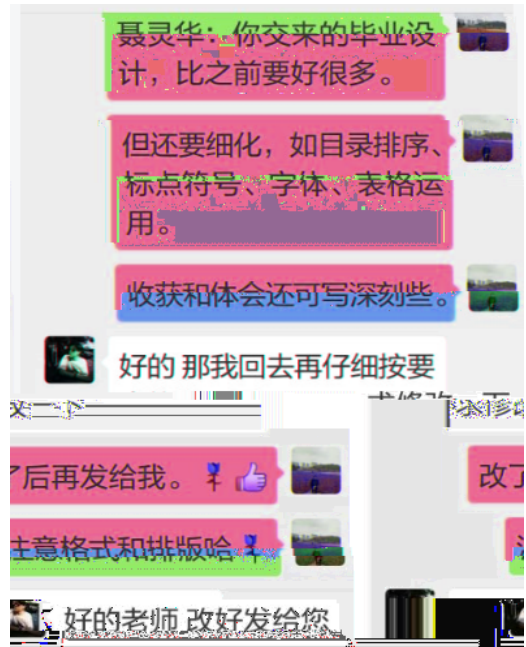 聂灵华：你交来的毕业设
计，比之前要好很多。
但还要细化，如目录排序、
标点符号、字体、表格运
用。
收获和体会还可写深刻些。
好的 那我回去再仔细按要
改一下
了后再发给我。
改了
注意格式和排版哈
好的老师 改好发给您